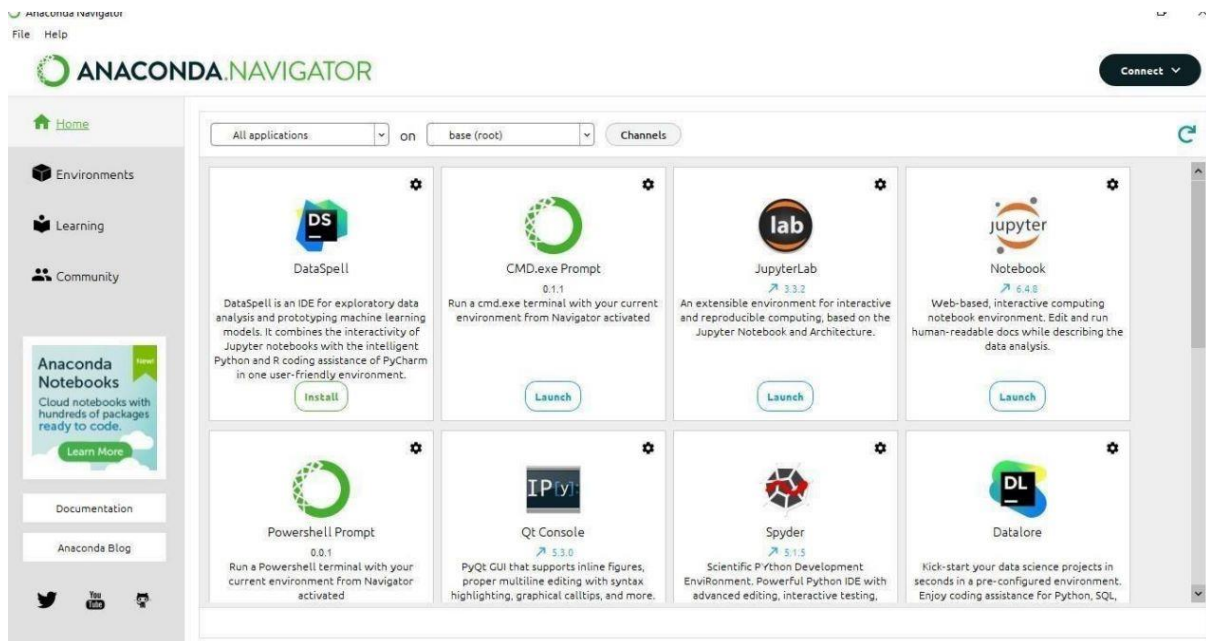 Anaconda Navigator
File Help
ANACONDA.NAVIGATOR
Connect
Home
Environments
Learning
Community
Anaconda
Notebooks
New!
Cloud notebooks with
hundreds of packages
ready to code.
Learn More
Documentation
Anaconda Blog
You
Tube
All applications on base (root) Channels
DS
DataSpell
DataSpell is an IDE for exploratory data
analysis and prototyping machine learning
models. It combines the interactivity of
Jupyter notebooks with the intelligent
Python and R coding assistance of PyCharm
in one user-friendly environment.
Install
CMD.exe Prompt
0.1.1
Run a cmd.exe terminal with your current
environment from Navigator activated
Launch
lab
JupyterLab
3.3.2
An extensible environment for interactive
and reproducible computing, based on the
Jupyter Notebook and Architecture.
Launch
jupyter
Notebook
6.4.8
Web-based, interactive computing
notebook environment. Edit and run
human-readable docs while describing the
data analysis.
Launch
Powershell Prompt
0.0.1
Run a Powershell terminal with your
current environment from Navigator
activated
IP[y]:
Qt Console
5.3.0
PyQt GUI that supports inline figures,
proper multiline editing with syntax
highlighting, graphical calltips, and more.
Spyder
5.1.5
Scientific PYthon Development
EnviRonment. Powerful Python IDE with
advanced editing, interactive testing,
DL
Datalore
Kick-start your data science projects in
seconds in a pre-configured environment.
Enjoy coding assistance for Python, SQL,